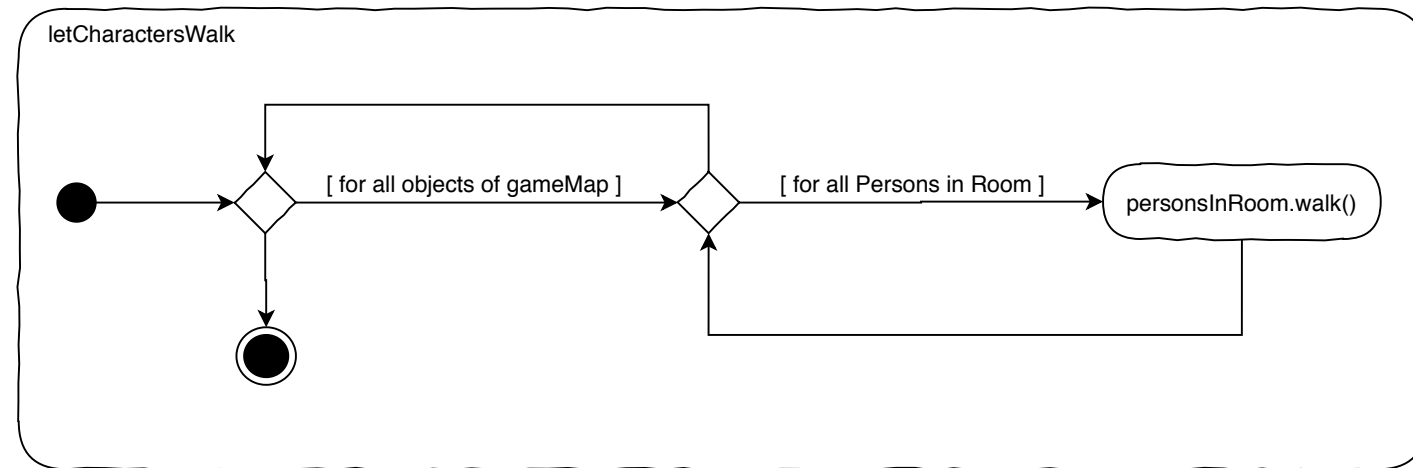 letCharactersWalk
[ for all objects of gameMap ]
[ for all Persons in Room ]
personsInRoom.walk()